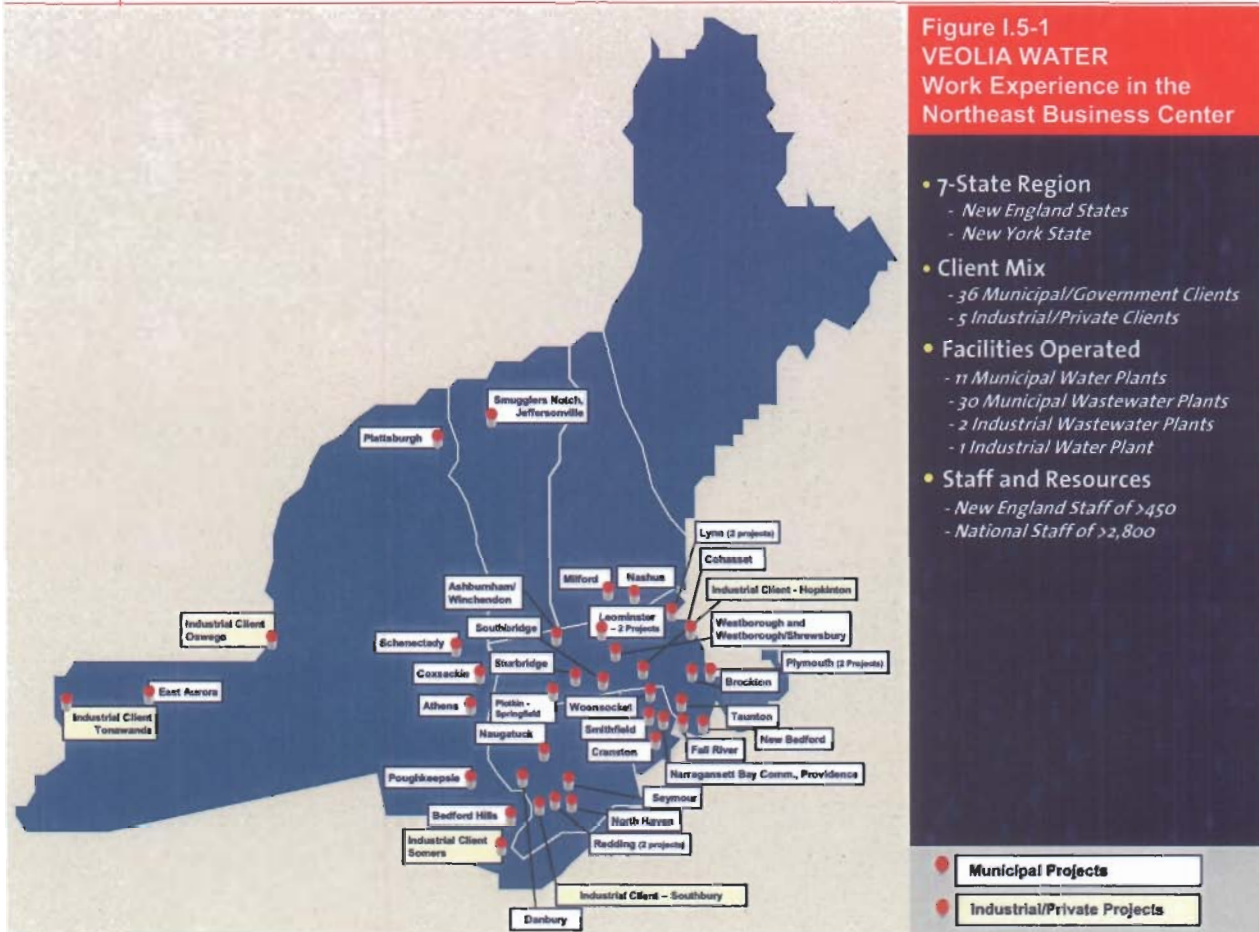 Figure I.5-1
VEOLIA WATER
Work Experience in the
Northeast Business Center
• 7-State Region
- New England States
- New York State
• Client Mix
- 36 Municipal/Government Clients
- 5 Industrial/Private Clients
• Facilities Operated
- 11 Municipal Water Plants
- 30 Municipal Wastewater Plants
- 2 Industrial Wastewater Plants
- 1 Industrial Water Plant
• Staff and Resources
- New England Staff of >450
- National Staff of >2,800
Municipal Projects
Industrial/Private Projects
Smugglers Notch,
Jeffersonville
Plattsburgh
Lynn (2 projects)
Cohasset
Milford
Nashua
Industrial Client - Hopkinton
Ashburnham/
Winchendon
Leominster
– 2 Projects
Westborough and
Westborough/Shrewsbury
Industrial Client
Oswego
Southbridge
Schenectady
Sturbridge
Plymouth (2 Projects)
Coxsackie
Brockton
East Aurora
Athens
Plotkin -
Springfield
Woonsocket
Taunton
Industrial Client
Tonawanda
Naugatuck
Smithfield
New Bedford
Cranston
Fall River
Poughkeepsie
Narragansett Bay Comm., Providence
Seymour
Bedford Hills
North Haven
Industrial Client
Somers
Redding (2 projects)
Industrial Client – Southbury
Danbury